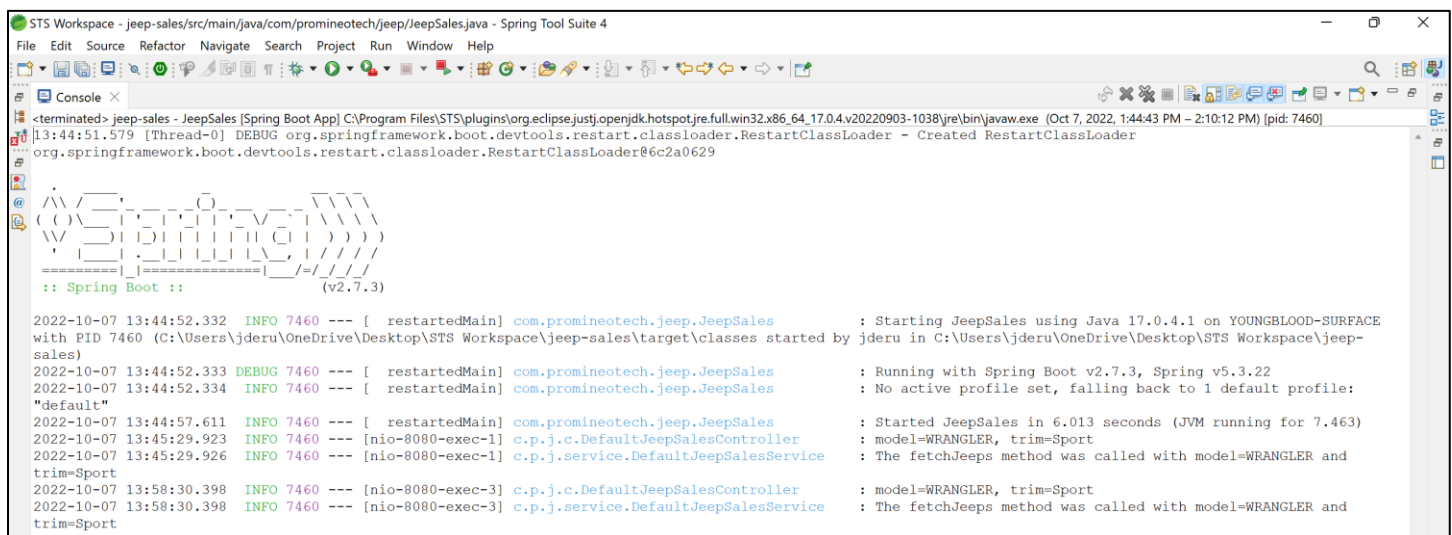 STS Workspace - jeep-sales/src/main/java/com/promineotech/jeep/JeepSales.java - Spring Tool Suite 4
File Edit Source Refactor Navigate Search Project Run Window Help
Console
<terminated> jeep-sales - JeepSales [Spring Boot App] C:\Program Files\STS\plugins\org.eclipse.justj.openjdk.hotspot.jre.full.win32.x86_64_17.0.4.v20220903-1038\jre\bin\javaw.exe (Oct 7, 2022, 1:44:43 PM – 2:10:12 PM) [pid: 7460]
13:44:51.579 [Thread-0] DEBUG org.springframework.boot.devtools.restart.classloader.RestartClassLoader - Created RestartClassLoader
org.springframework.boot.devtools.restart.classloader.RestartClassLoader@6c2a0629
  .   ____          _            __ _ _
 /\\ / ___'_ __ _ _(_)_ __  __ _ \ \ \ \
( ( )\___ | '_ | '_| | '_ \/ _` | \ \ \ \
 \\/  ___)| |_)| | | | | || (_| |  ) ) ) )
  '  |____| .__|_| |_|_| |_\__, | / / / /
 =========|_|==============|___/=/_/_/_/
 :: Spring Boot ::                (v2.7.3)
2022-10-07 13:44:52.332  INFO 7460 --- [  restartedMain] com.promineotech.jeep.JeepSales          : Starting JeepSales using Java 17.0.4.1 on YOUNGBLOOD-SURFACE
with PID 7460 (C:\Users\jderu\OneDrive\Desktop\STS Workspace\jeep-sales\target\classes started by jderu in C:\Users\jderu\OneDrive\Desktop\STS Workspace\jeep-
sales)
2022-10-07 13:44:52.333 DEBUG 7460 --- [  restartedMain] com.promineotech.jeep.JeepSales          : Running with Spring Boot v2.7.3, Spring v5.3.22
2022-10-07 13:44:52.334  INFO 7460 --- [  restartedMain] com.promineotech.jeep.JeepSales          : No active profile set, falling back to 1 default profile:
"default"
2022-10-07 13:44:57.611  INFO 7460 --- [  restartedMain] com.promineotech.jeep.JeepSales          : Started JeepSales in 6.013 seconds (JVM running for 7.463)
2022-10-07 13:45:29.923  INFO 7460 --- [nio-8080-exec-1] c.p.j.c.DefaultJeepSalesController       : model=WRANGLER, trim=Sport
2022-10-07 13:45:29.926  INFO 7460 --- [nio-8080-exec-1] c.p.j.service.DefaultJeepSalesService    : The fetchJeeps method was called with model=WRANGLER and
trim=Sport
2022-10-07 13:58:30.398  INFO 7460 --- [nio-8080-exec-3] c.p.j.c.DefaultJeepSalesController       : model=WRANGLER, trim=Sport
2022-10-07 13:58:30.398  INFO 7460 --- [nio-8080-exec-3] c.p.j.service.DefaultJeepSalesService    : The fetchJeeps method was called with model=WRANGLER and
trim=Sport